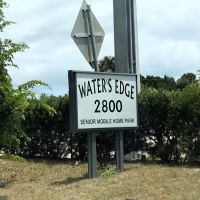 WATER'S EDGE
2800
SENIOR MOBILE HOME PARK